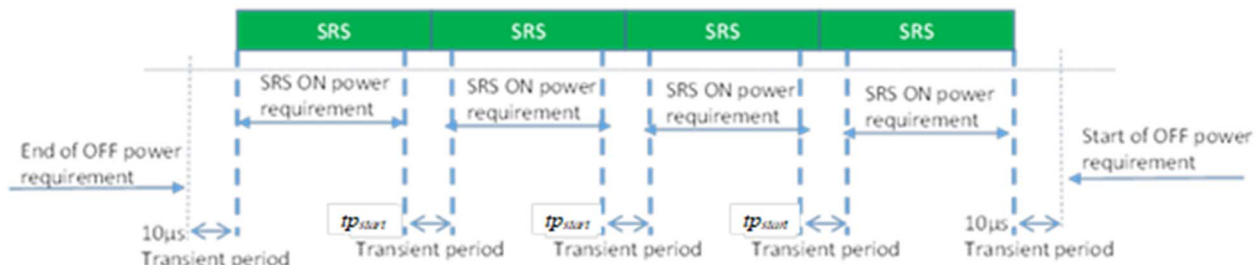 SRS SRS SRS SRS
SRS ON power
requirement
SRS ON power
requirement
SRS ON power
requirement
SRS ON power
requirement
End of OFF power
requirement
Start of OFF power
requirement
10μs
Transient period
tpstart
Transient period
tpstart
Transient period
tpstart
Transient period
10μs
Transient period